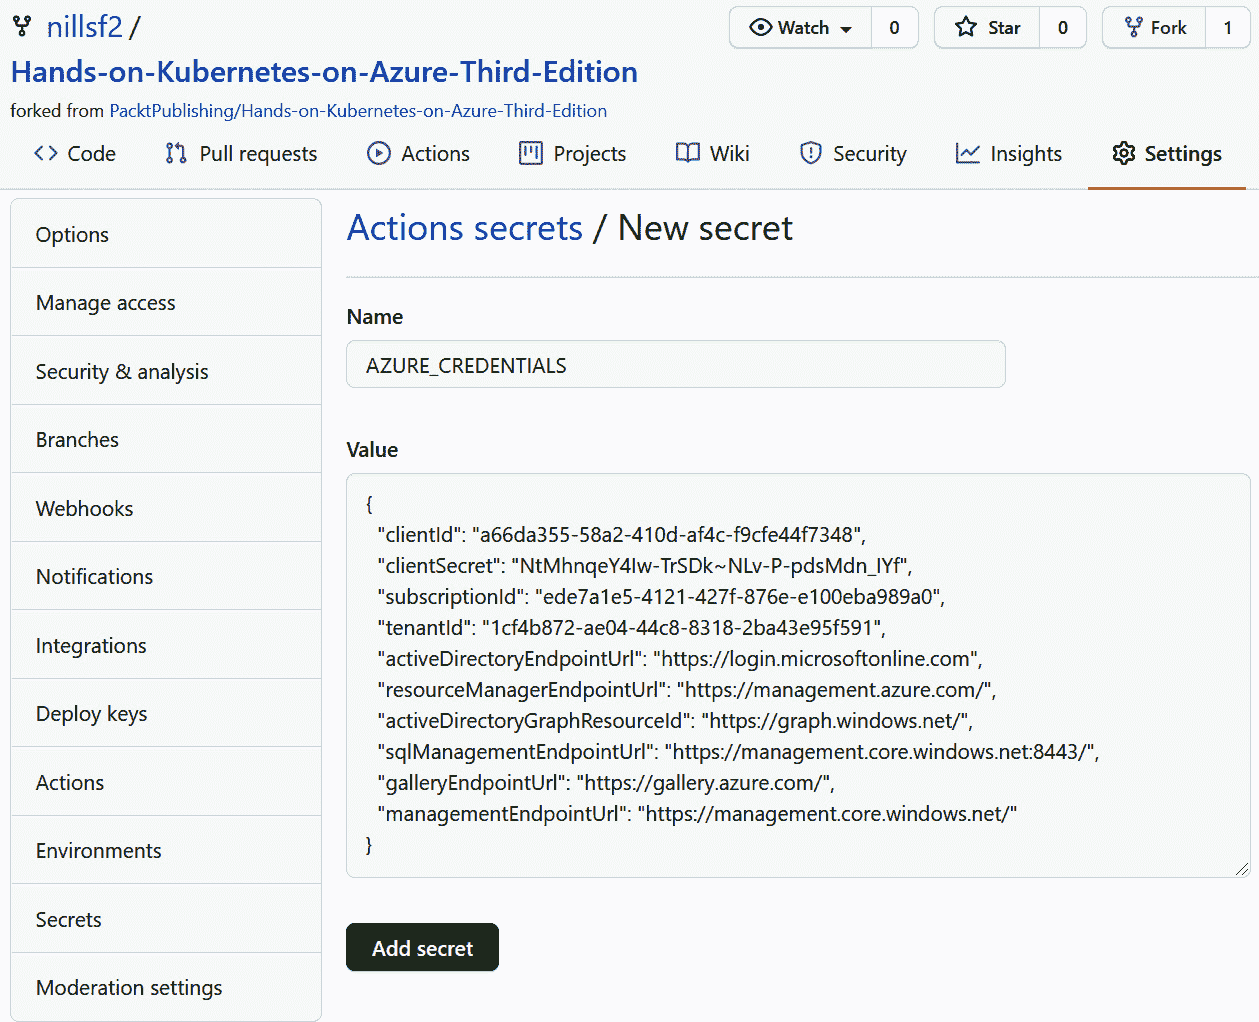 nillsf2 /
Watch 0
Star 0
Fork 1
Hands-on-Kubernetes-on-Azure-Third-Edition
forked from PacktPublishing/Hands-on-Kubernetes-on-Azure-Third-Edition
Code Pull requests Actions Projects Wiki Security Insights Settings
Options
Manage access
Security & analysis
Branches
Webhooks
Notifications
Integrations
Deploy keys
Actions
Environments
Secrets
Moderation settings
Actions secrets / New secret
Name
AZURE_CREDENTIALS
Value
{
"clientId": "a66da355-58a2-410d-af4c-f9cfe44f7348",
"clientSecret": "NtMhnqeY4Iw-TrSDk~NLv-P-pdsMdn_IYf",
"subscriptionId": "ede7a1e5-4121-427f-876e-e100eba989a0",
"tenantId": "1cf4b872-ae04-44c8-8318-2ba43e95f591",
"activeDirectoryEndpointUrl": "https://login.microsoftonline.com",
"resourceManagerEndpointUrl": "https://management.azure.com/",
"activeDirectoryGraphResourceId": "https://graph.windows.net/",
"sqlManagementEndpointUrl": "https://management.core.windows.net:8443/",
"galleryEndpointUrl": "https://gallery.azure.com/",
"managementEndpointUrl": "https://management.core.windows.net/"
}
Add secret